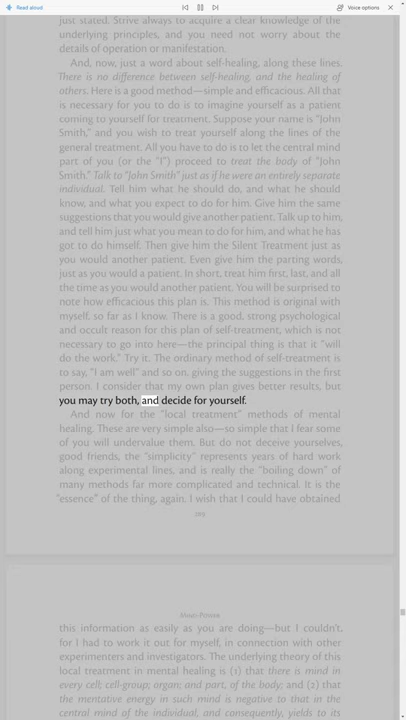 Read aloud
Voice options
just stated. Strive always to acquire a clear knowledge of the
underlying principles, and you need not worry about the
details of operation or manifestation.
And, now, just a word about self-healing, along these lines.
There is no difference between self-healing, and the healing of
others. Here is a good method—simple and efficacious. All that
is necessary for you to do is to imagine yourself as a patient
coming to yourself for treatment. Suppose your name is "John
Smith," and you wish to treat yourself along the lines of the
general treatment. All you have to do is to let the central mind
part of you (or the "I") proceed to treat the body of "John
Smith." Talk to "John Smith" just as if he were an entirely separate
individual. Tell him what he should do, and what he should
know, and what you expect to do for him. Give him the same
suggestions that you would give another patient. Talk up to him,
and tell him just what you mean to do for him, and what he has
got to do himself. Then give him the Silent Treatment just as
you would another patient. Even give him the parting words,
just as you would a patient. In short, treat him first, last, and all
the time as you would another patient. You will be surprised to
note how efficacious this plan is. This method is original with
myself, so far as I know. There is a good, strong psychological
and occult reason for this plan of self-treatment, which is not
necessary to go into here—the principal thing is that it "will
do the work." Try it. The ordinary method of self-treatment is
to say, "I am well" and so on, giving the suggestions in the first
person. I consider that my own plan gives better results, but
you may try both, and decide for yourself.
And now for the "local treatment" methods of mental
healing. These are very simple also—so simple that I fear some
of you will undervalue them. But do not deceive yourselves,
good friends, the "simplicity" represents years of hard work
along experimental lines, and is really the "boiling down" of
many methods far more complicated and technical. It is the
"essence" of the thing, again. I wish that I could have obtained
Mind-Power
this information as easily as you are doing—but I couldn't,
for I had to work it out for myself, in connection with other
experimenters and investigators. The underlying theory of this
local treatment in mental healing is (1) that there is mind in
every cell; cell-group; organ; and part, of the body; and (2) that
the mentative energy in such mind is negative to that in the
central mind of the individual, and consequently, yields to its